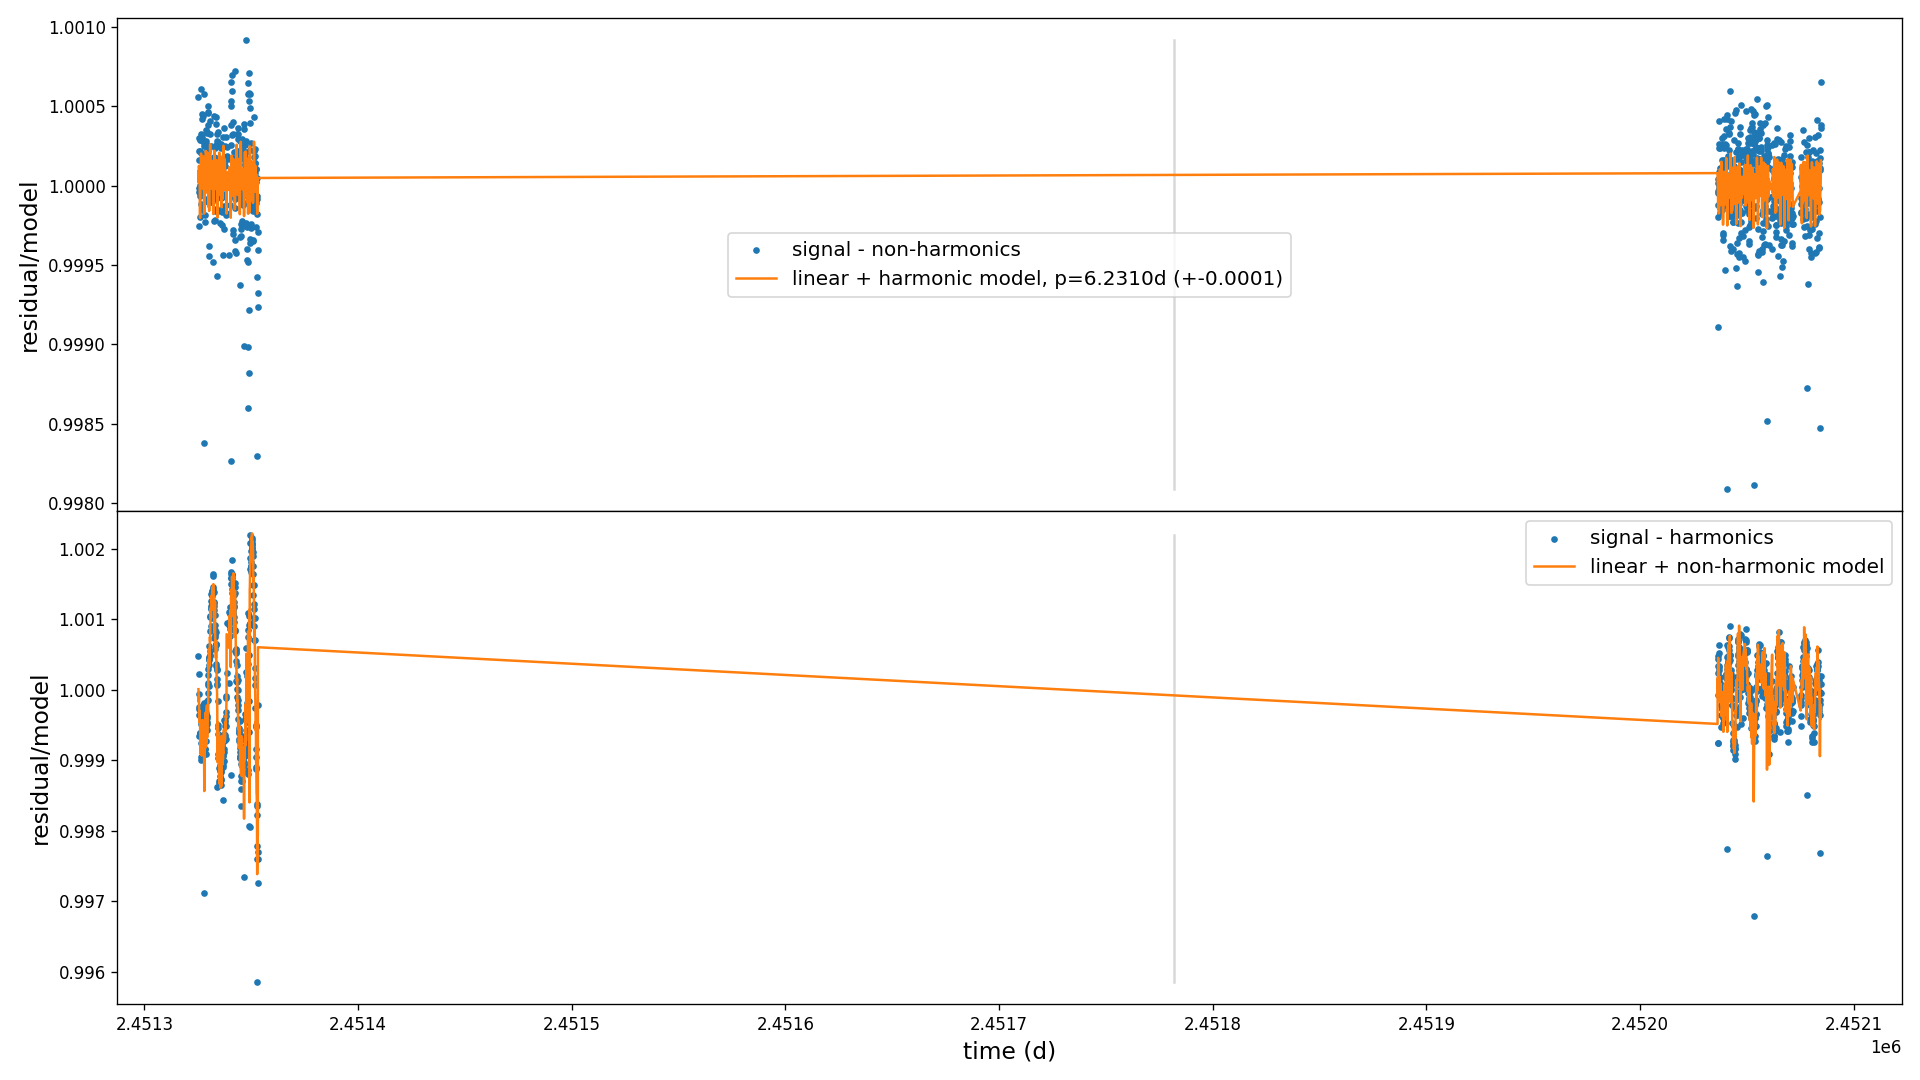 1.0010
1.0005
1.0000
0.9995
0.9990
0.9985
0.9980
residual/model
signal - non-harmonics
linear + harmonic model, p=6.2310d (+-0.0001)
1.002
1.001
1.000
0.999
0.998
0.997
0.996
residual/model
signal - harmonics
linear + non-harmonic model
2.4513 2.4514 2.4515 2.4516 2.4517 2.4518 2.4519 2.4520 2.4521
1e6
time (d)